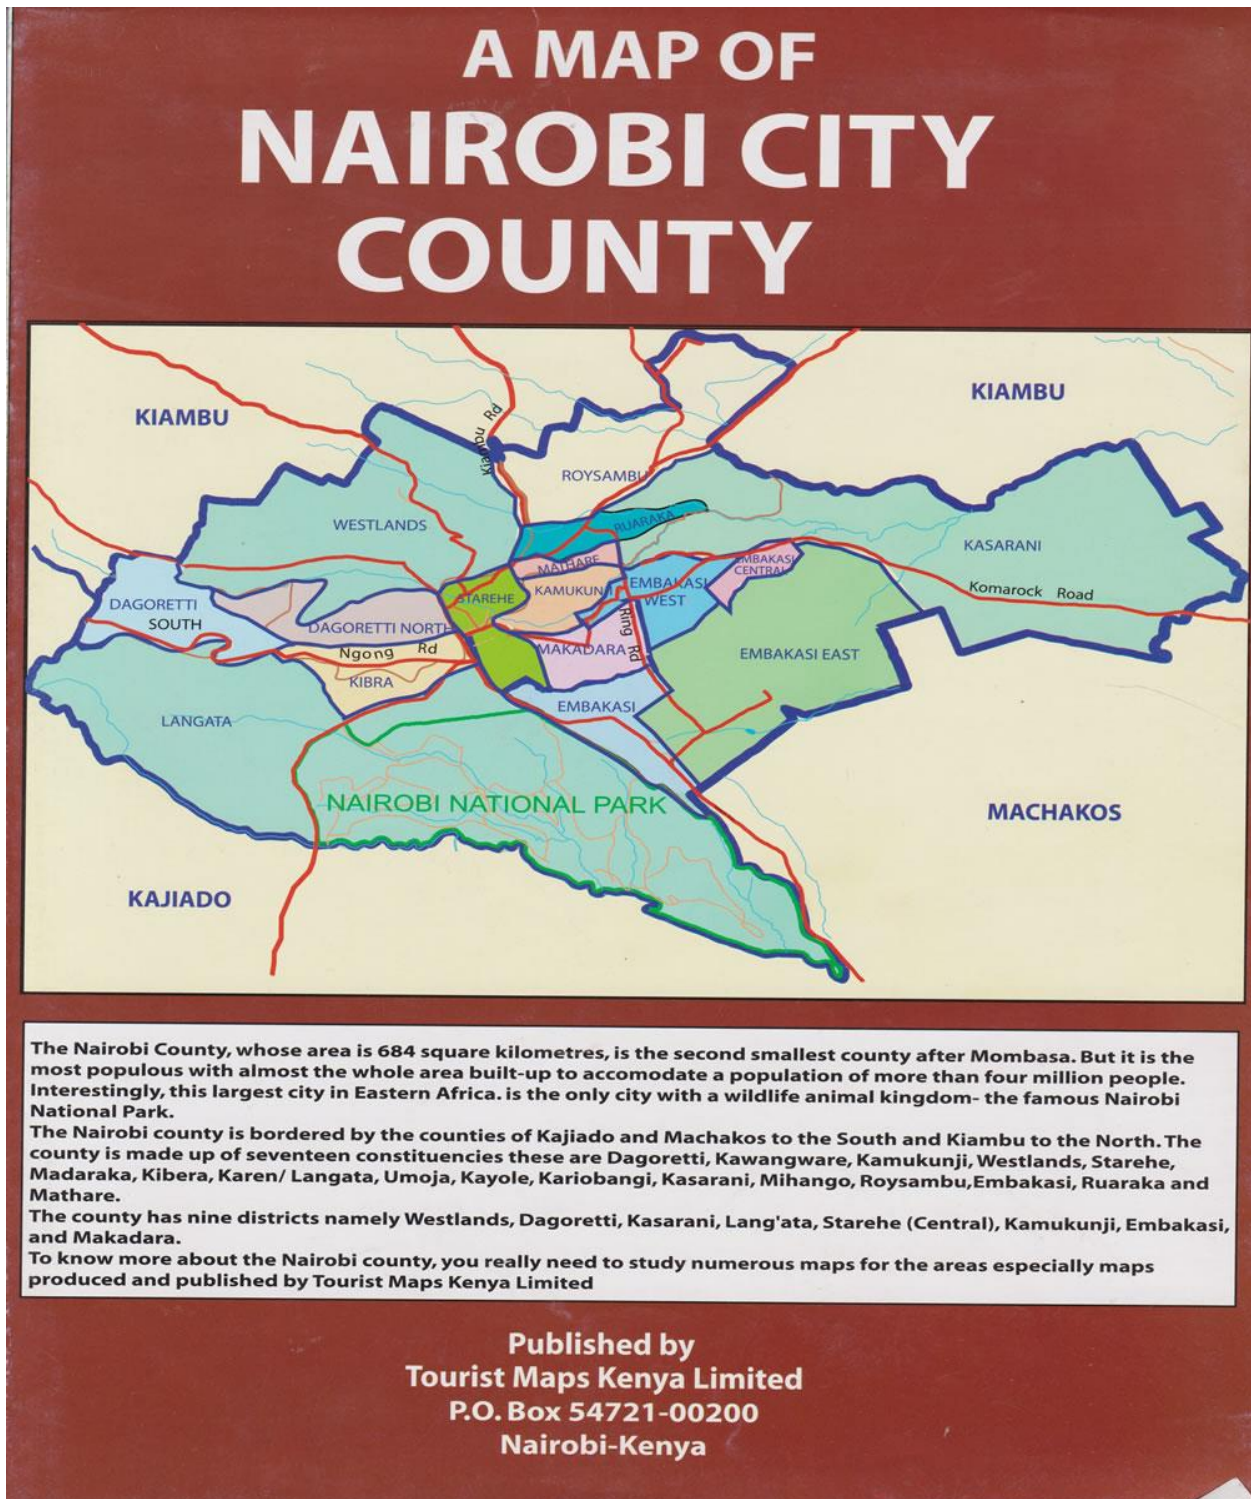 A MAP OF
NAIROBI CITY
COUNTY
KIAMBU
KIAMBU
Kiambu Rd
ROYSAMBU
WESTLANDS
RUARAKA
KASARANI
MATHARE
EMBAKASI
CENTRAL
EMBAKASI
WEST
KAMUKUNJI
STAREHE
Komarock Road
DAGORETTI
SOUTH
DAGORETTI NORTH
Ring Rd
Ngong Rd
MAKADARA
EMBAKASI EAST
KIBRA
EMBAKASI
LANGATA
NAIROBI NATIONAL PARK
MACHAKOS
KAJIADO
The Nairobi County, whose area is 684 square kilometres, is the second smallest county after Mombasa. But it is the
most populous with almost the whole area built-up to accomodate a population of more than four million people.
Interestingly, this largest city in Eastern Africa. is the only city with a wildlife animal kingdom- the famous Nairobi
National Park.
The Nairobi county is bordered by the counties of Kajiado and Machakos to the South and Kiambu to the North. The
county is made up of seventeen constituencies these are Dagoretti, Kawangware, Kamukunji, Westlands, Starehe,
Madaraka, Kibera, Karen/ Langata, Umoja, Kayole, Kariobangi, Kasarani, Mihango, Roysambu,Embakasi, Ruaraka and
Mathare.
The county has nine districts namely Westlands, Dagoretti, Kasarani, Lang'ata, Starehe (Central), Kamukunji, Embakasi,
and Makadara.
To know more about the Nairobi county, you really need to study numerous maps for the areas especially maps
produced and published by Tourist Maps Kenya Limited
Published by
Tourist Maps Kenya Limited
P.O. Box 54721-00200
Nairobi-Kenya